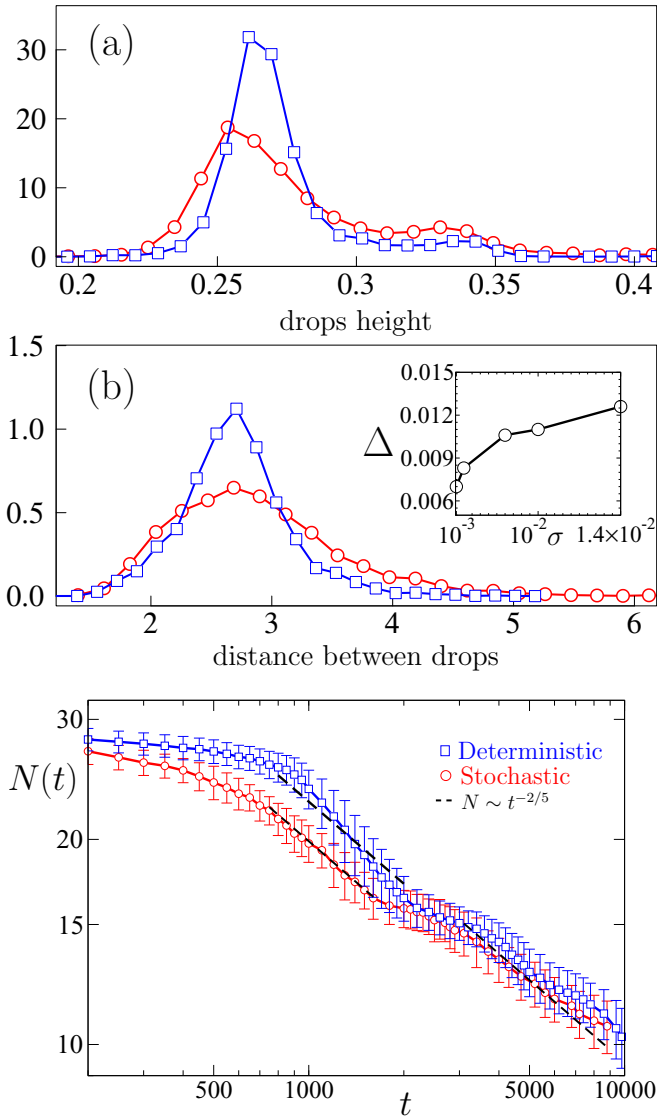 (a)
30
20
10
0
0.2 0.25 0.3 0.35 0.4
drops height
(b)
1.5
1.0
0.5
0.0
2 3 4 5 6
distance between drops
Δ
0.015
0.012
0.009
0.006
10⁻³ 10⁻² σ 1.4×10⁻²
N(t)
30
20
15
10
Deterministic
Stochastic
N ∼ t⁻²/⁵
500 1000 5000 10000
t